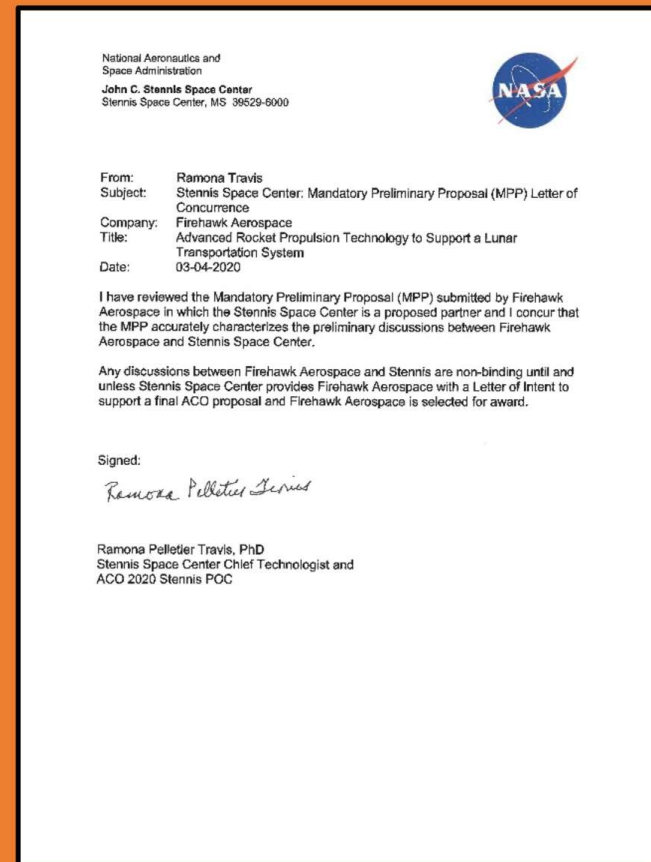 National Aeronautics and
Space Administration
John C. Stennis Space Center
Stennis Space Center, MS 39529-6000
NASA
From: Ramona Travis
Subject: Stennis Space Center: Mandatory Preliminary Proposal (MPP) Letter of
Concurrence
Company: Firehawk Aerospace
Title: Advanced Rocket Propulsion Technology to Support a Lunar
Transportation System
Date: 03-04-2020
I have reviewed the Mandatory Preliminary Proposal (MPP) submitted by Firehawk
Aerospace in which the Stennis Space Center is a proposed partner and I concur that
the MPP accurately characterizes the preliminary discussions between Firehawk
Aerospace and Stennis Space Center.
Any discussions between Firehawk Aerospace and Stennis are non-binding until and
unless Stennis Space Center provides Firehawk Aerospace with a Letter of Intent to
support a final ACO proposal and Firehawk Aerospace is selected for award.
Signed:
Ramona Pelletier Travis
Ramona Pelletier Travis, PhD
Stennis Space Center Chief Technologist and
ACO 2020 Stennis POC